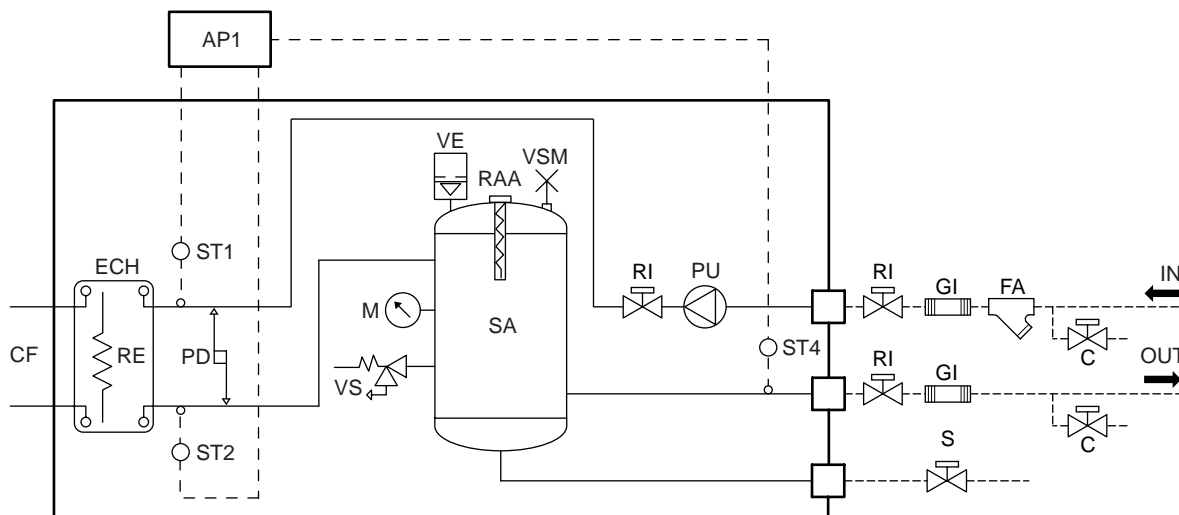 AP1
VE
VSM
RAA
ST1
ECH
RI
PU
RI
GI
FA
IN
M
SA
CF
RE
PD
ST4
C
OUT
VS
RI
GI
ST2
S
C